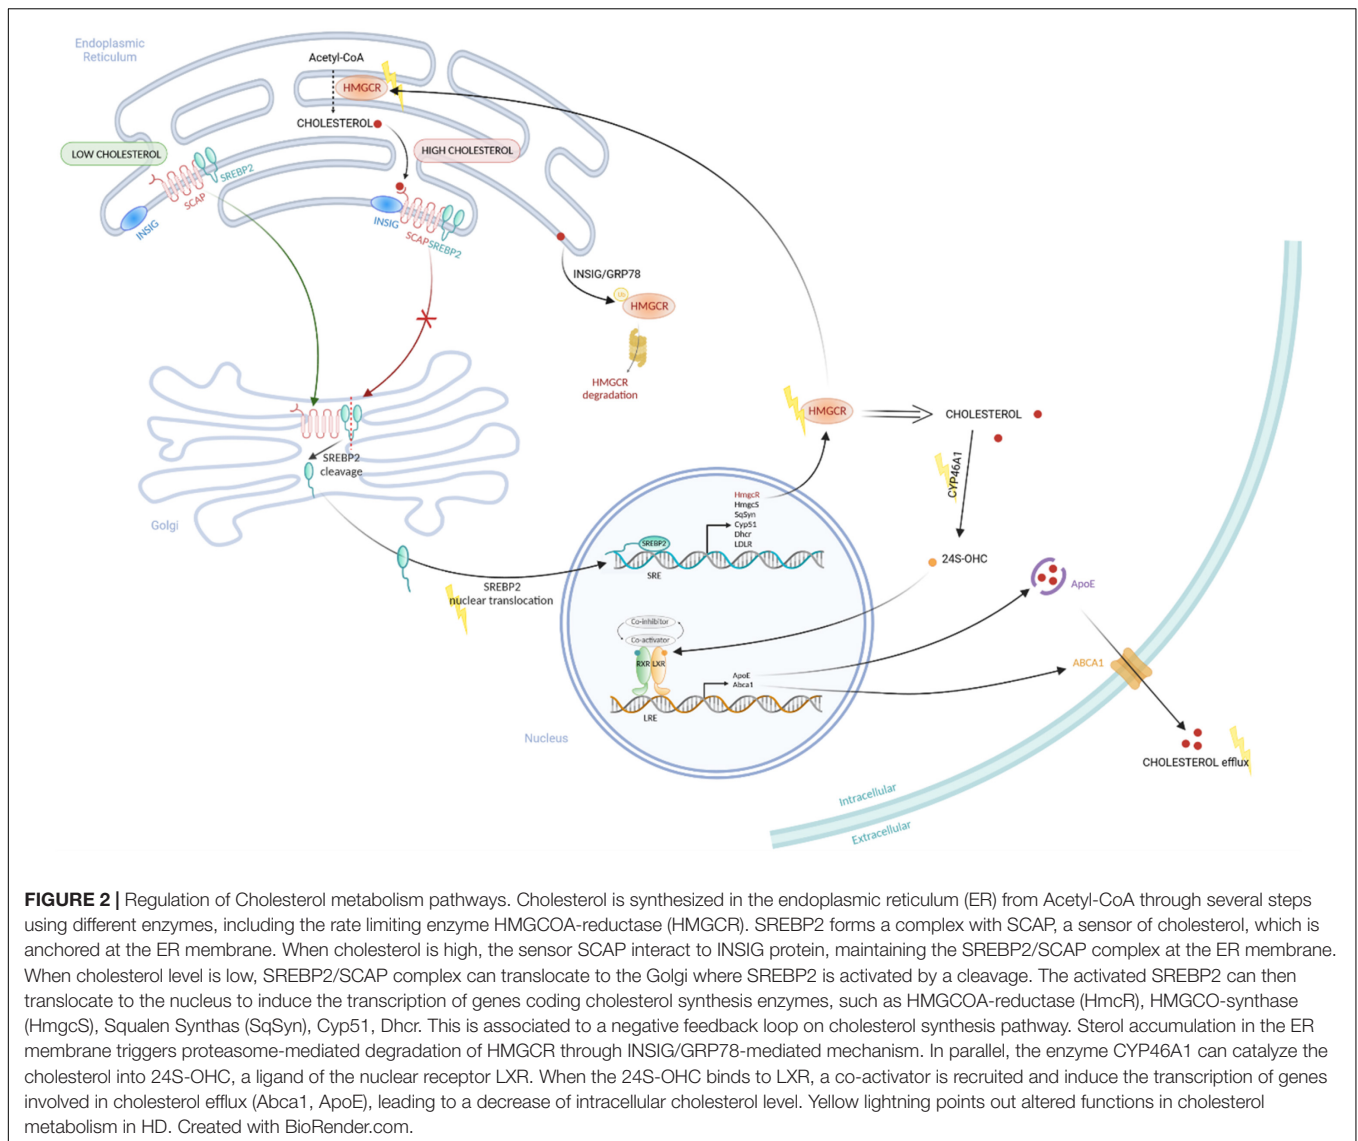 Endoplasmic
Reticulum
Acetyl-CoA
HMGCR
CHOLESTEROL
LOW CHOLESTEROL
HIGH CHOLESTEROL
SREBP2
SCAP
INSIG
INSIG
SCAP
SREBP2
INSIG/GRP78
Ub
HMGCR
HMGCR
degradation
HMGCR
CHOLESTEROL
CYP46A1
24S-OHC
SREBP2
cleavage
Golgi
SREBP2
nuclear translocation
HmgcR
HmgcS
SqSyn
Cyp51
Dhcr
LDLR
SREBP2
SRE
Co-inhibitor
Co-activator
RXR
LXR
ApoE
Abca1
LRE
Nucleus
ApoE
ABCA1
CHOLESTEROL efflux
Intracellular
Extracellular
FIGURE 2 | Regulation of Cholesterol metabolism pathways. Cholesterol is synthesized in the endoplasmic reticulum (ER) from Acetyl-CoA through several steps
using different enzymes, including the rate limiting enzyme HMGCOA-reductase (HMGCR). SREBP2 forms a complex with SCAP, a sensor of cholesterol, which is
anchored at the ER membrane. When cholesterol is high, the sensor SCAP interact to INSIG protein, maintaining the SREBP2/SCAP complex at the ER membrane.
When cholesterol level is low, SREBP2/SCAP complex can translocate to the Golgi where SREBP2 is activated by a cleavage. The activated SREBP2 can then
translocate to the nucleus to induce the transcription of genes coding cholesterol synthesis enzymes, such as HMGCOA-reductase (HmcR), HMGCO-synthase
(HmgcS), Squalen Synthas (SqSyn), Cyp51, Dhcr. This is associated to a negative feedback loop on cholesterol synthesis pathway. Sterol accumulation in the ER
membrane triggers proteasome-mediated degradation of HMGCR through INSIG/GRP78-mediated mechanism. In parallel, the enzyme CYP46A1 can catalyze the
cholesterol into 24S-OHC, a ligand of the nuclear receptor LXR. When the 24S-OHC binds to LXR, a co-activator is recruited and induce the transcription of genes
involved in cholesterol efflux (Abca1, ApoE), leading to a decrease of intracellular cholesterol level. Yellow lightning points out altered functions in cholesterol
metabolism in HD. Created with BioRender.com.